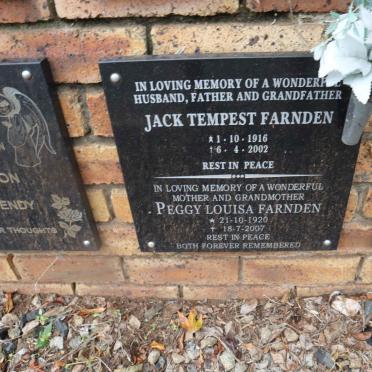 IN LOVING MEMORY OF A WONDERFUL
HUSBAND, FATHER AND GRANDFATHER
JACK TEMPEST FARNDEN
★ 1 · 10 · 1916
† 6 · 4 · 2002
REST IN PEACE
IN LOVING MEMORY OF A WONDERFUL
MOTHER AND GRANDMOTHER
PEGGY LOUISA FARNDEN
☆ 21-10-1920
† 18-7-2007
REST IN PEACE
BOTH FOREVER REMEMBERED
ON
ENDY
R THOUGHTS